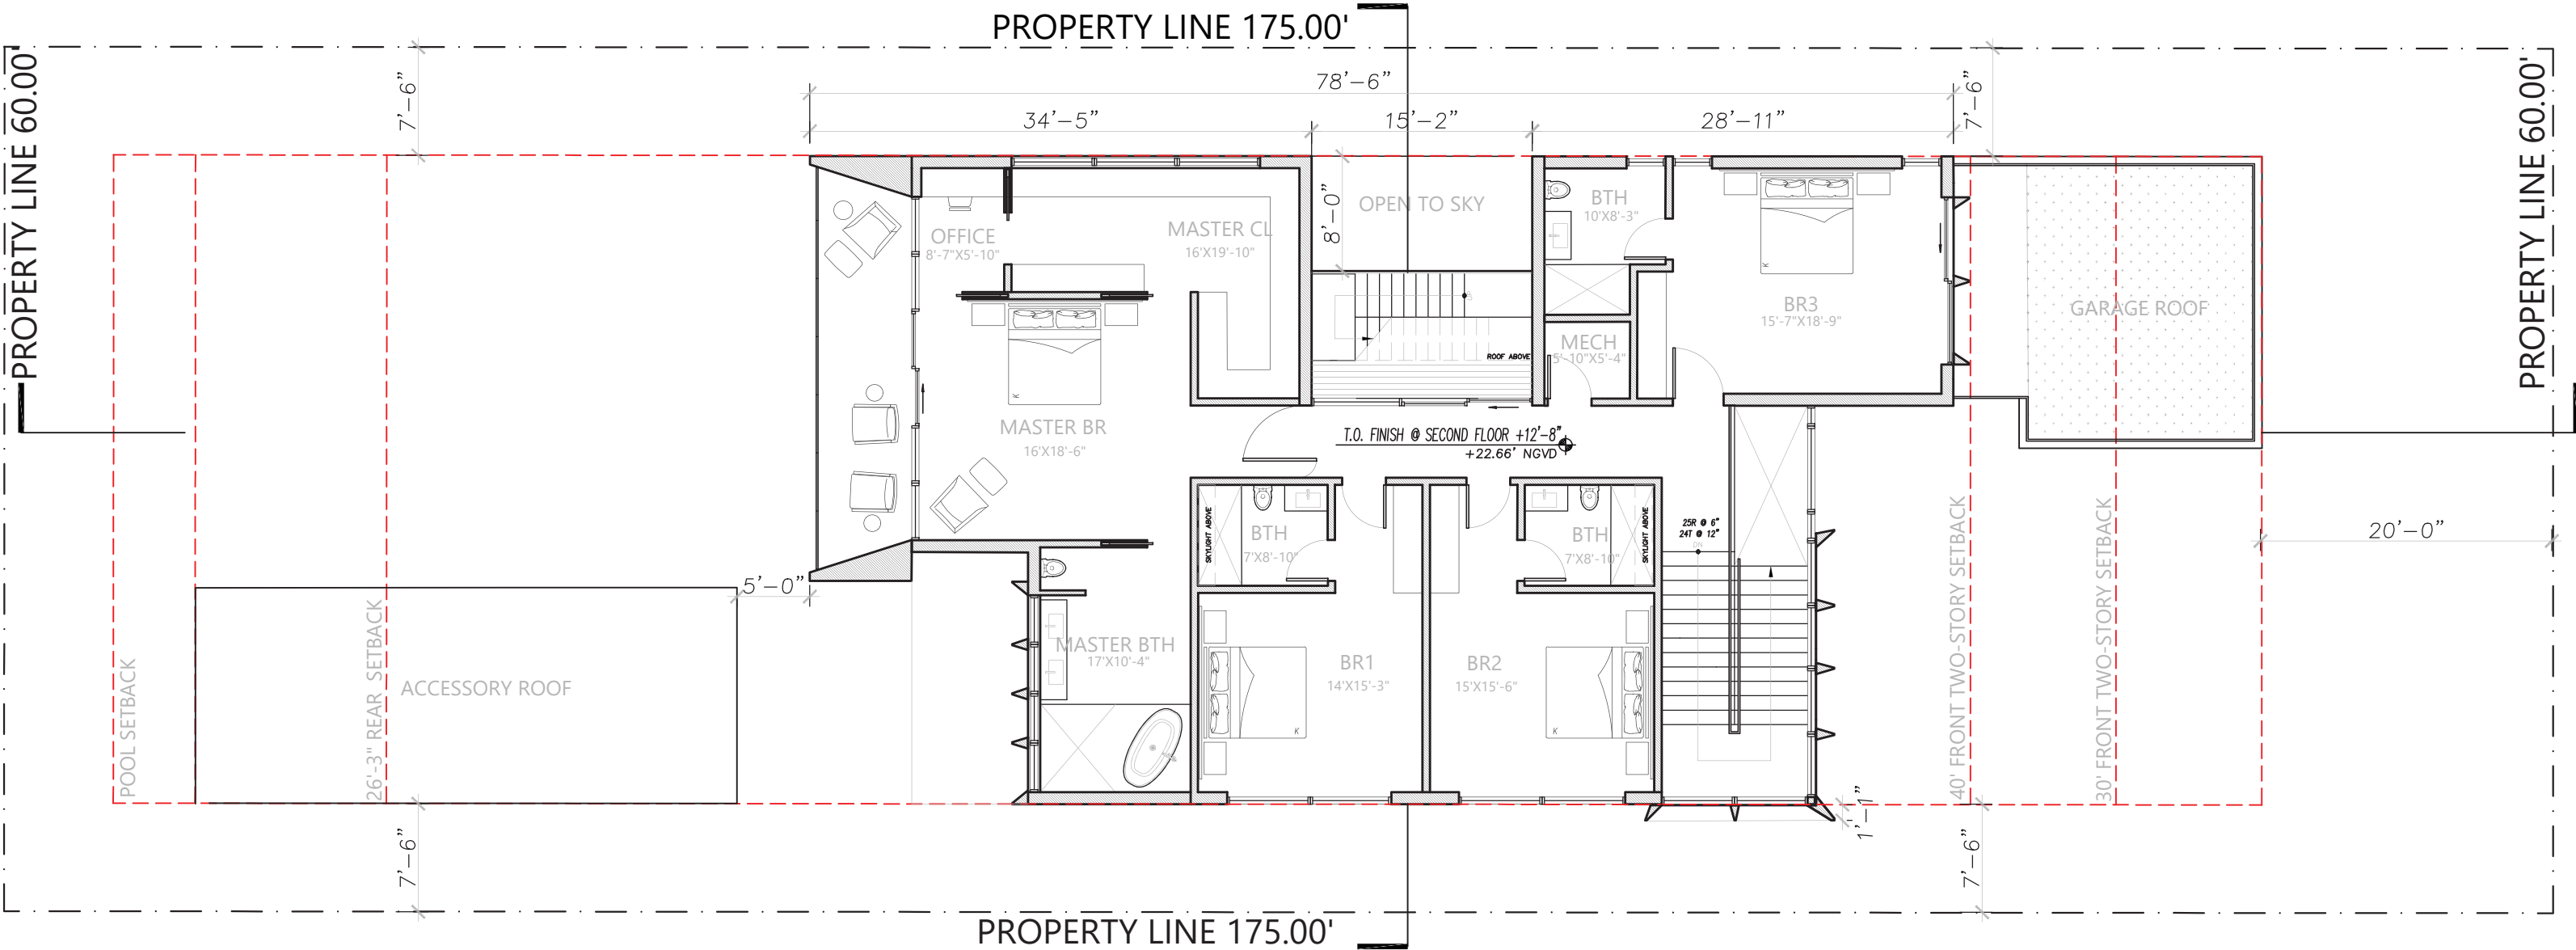 PROPERTY LINE 175.00'
PROPERTY LINE 60.00'
PROPERTY LINE 60.00'
7'-6"
78'-6"
7'-6"
34'-5"
15'-2"
28'-11"
8'-0"
OPEN TO SKY
OFFICE
8'-7"X5'-10"
MASTER CL
16'X19'-10"
BTH
10'X8'-3"
K
BR3
15'-7"X18'-9"
GARAGE ROOF
MECH
5'-10"X5'-4"
ROOF ABOVE
K
MASTER BR
16'X18'-6"
T.O. FINISH @ SECOND FLOOR +12'-8"
+22.66' NGVD
SKYLIGHT ABOVE
BTH
7'X8'-10"
BTH
7'X8'-10"
SKYLIGHT ABOVE
25R @ 6"
24T @ 12"
DN
20'-0"
5'-0"
MASTER BTH
17'X10'-4"
BR1
14'X15'-3"
K
BR2
15'X15'-6"
K
ACCESSORY ROOF
POOL SETBACK
26'-3" REAR SETBACK
40' FRONT TWO-STORY SETBACK
30' FRONT TWO-STORY SETBACK
1'-1"
7'-6"
7'-6"
PROPERTY LINE 175.00'